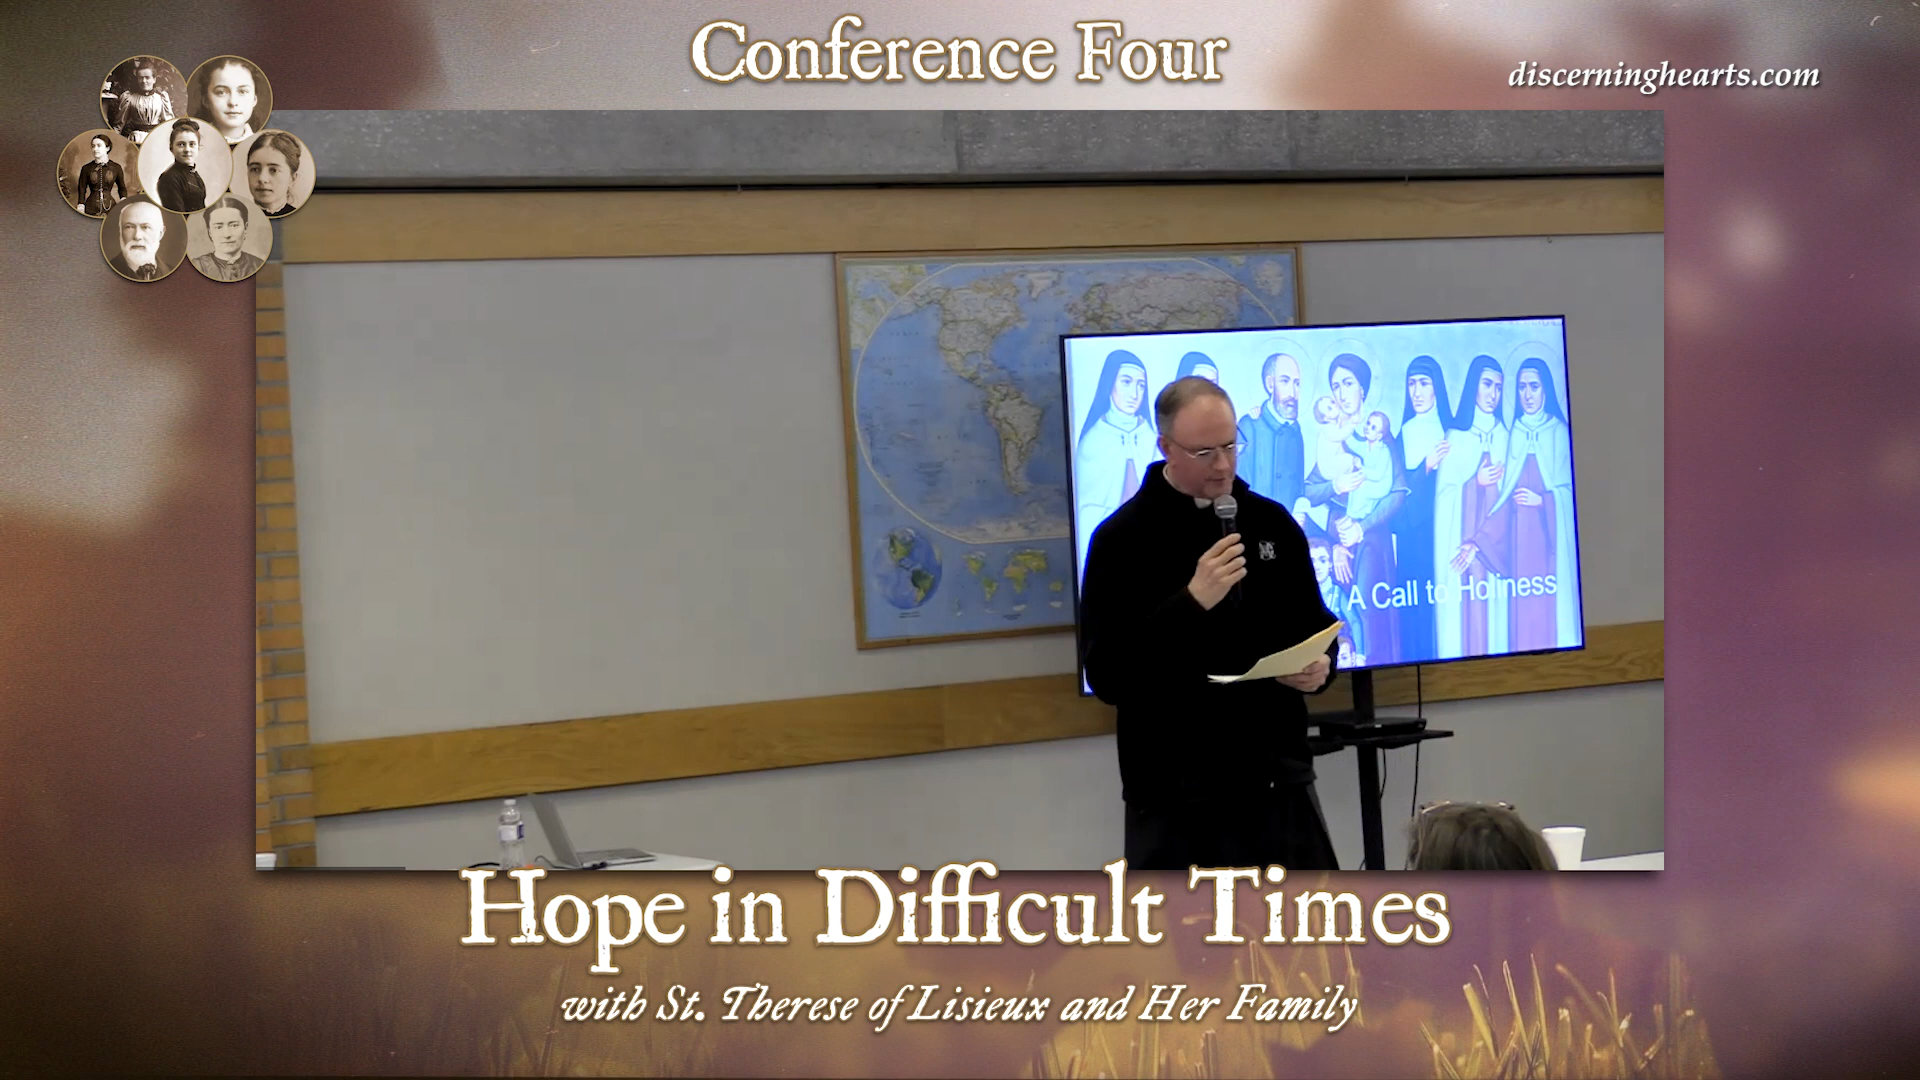 Conference Four
discerninghearts.com
A Call to Holiness
Hope in Difficult Times
with St. Therese of Lisieux and Her Family